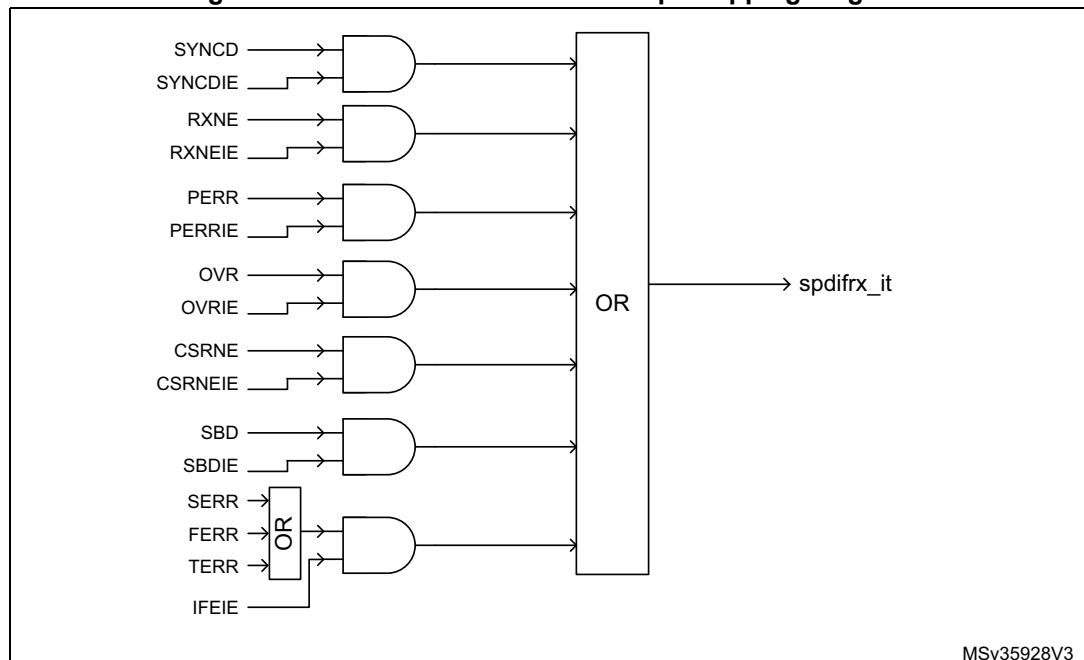 SYNCD
SYNCDIE
RXNE
RXNEIE
PERR
PERRIE
OVR
OVRIE
OR
spdifrx_it
CSRNE
CSRNEIE
SBD
SBDIE
SERR
FERR
OR
TERR
IFEIE
MSv35928V3